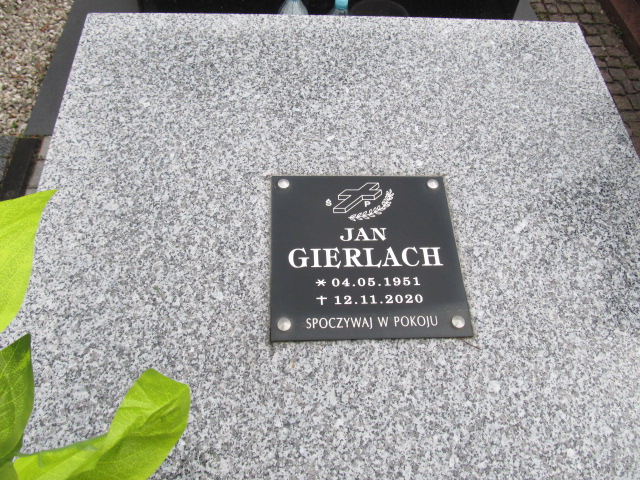 Ś P
JAN
GIERLACH
* 04.05.1951
† 12.11.2020
SPOCZYWAJ W POKOJU